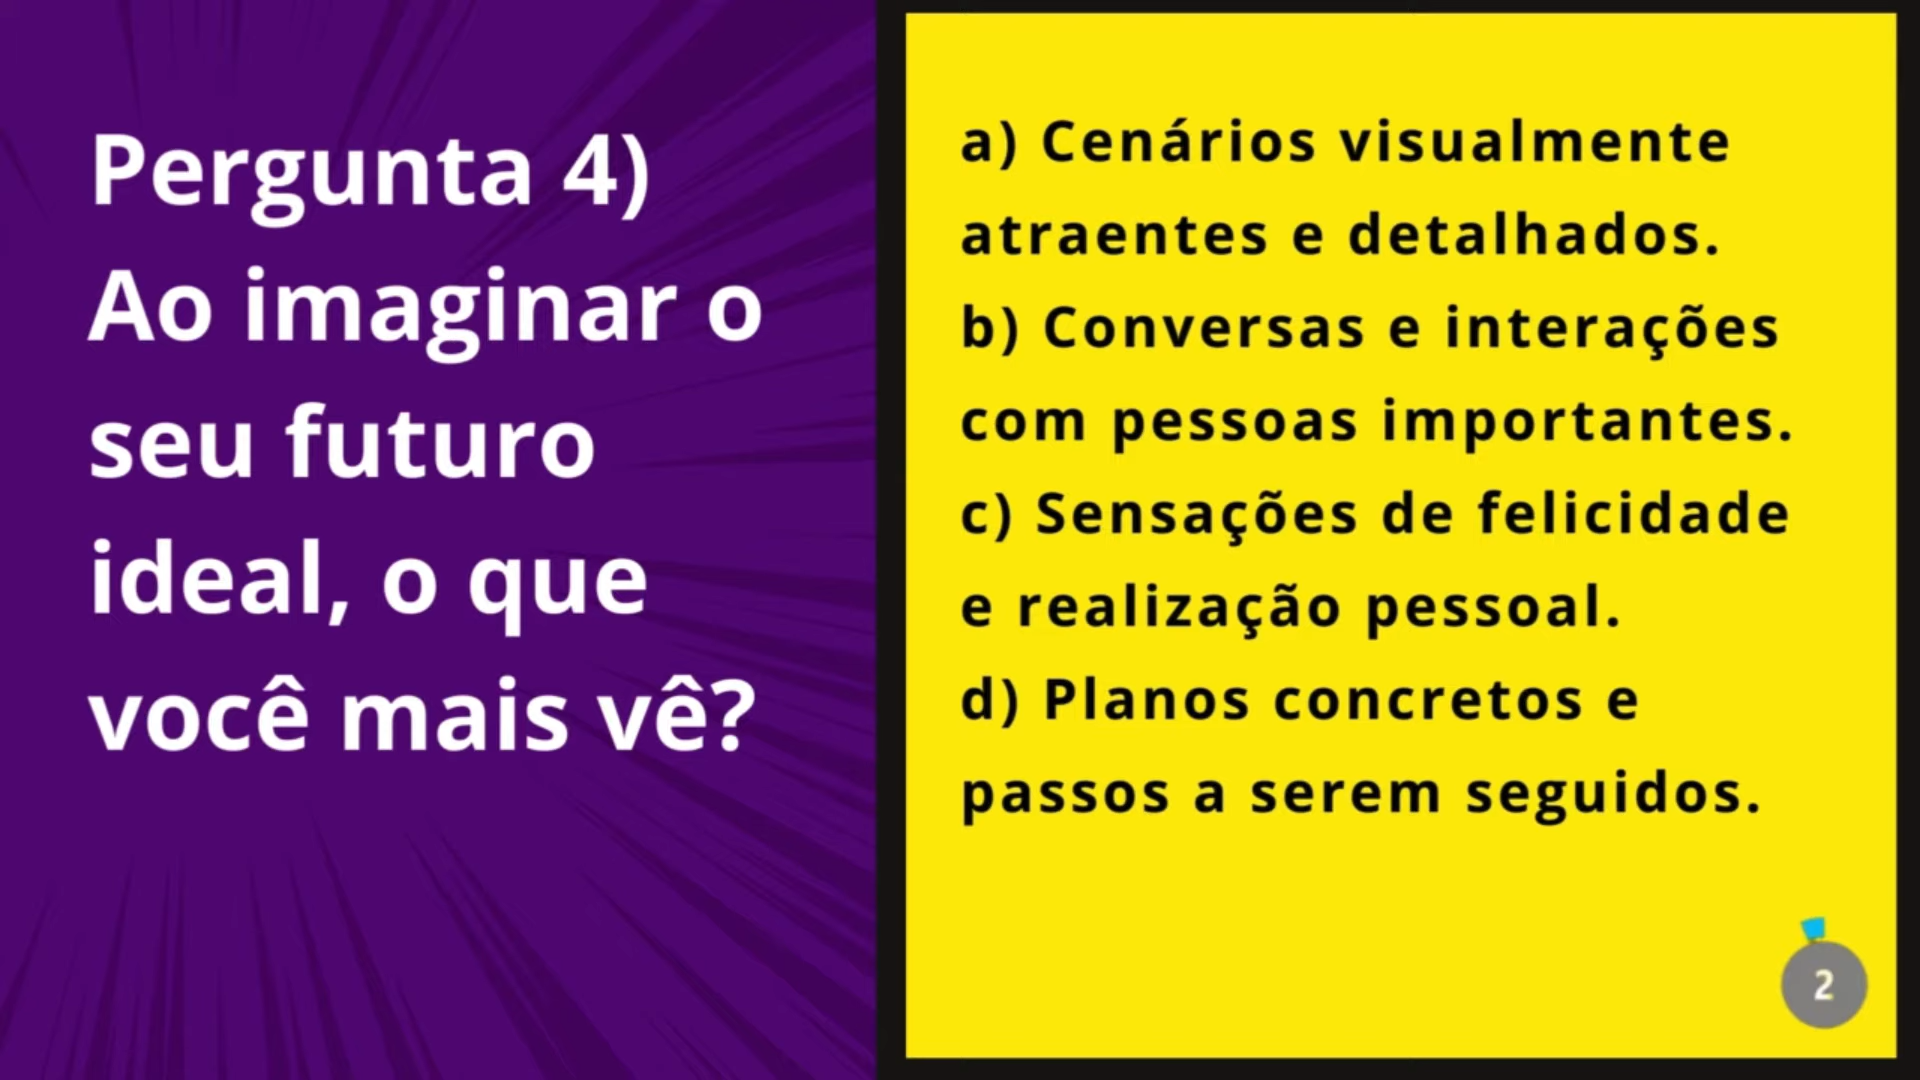 Pergunta 4)
Ao imaginar o
seu futuro
ideal, o que
você mais vê?
a) Cenários visualmente
atraentes e detalhados.
b) Conversas e interações
com pessoas importantes.
c) Sensações de felicidade
e realização pessoal.
d) Planos concretos e
passos a serem seguidos.
2